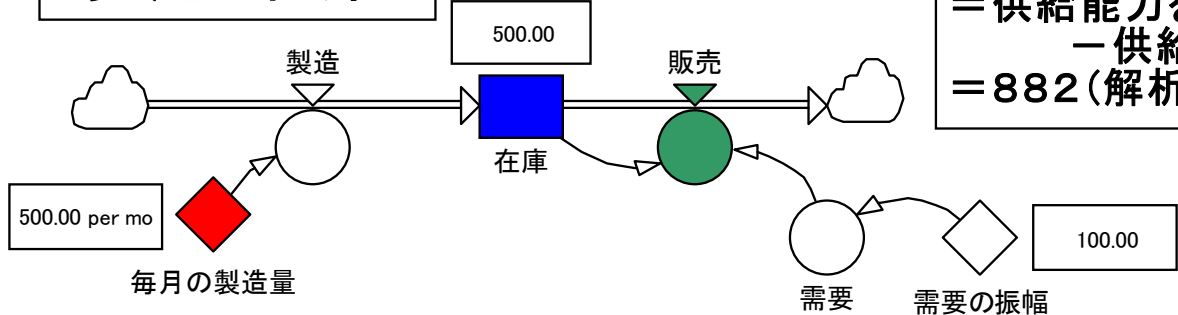 ＝供給能力
－供給
＝882（解析
500.00
製造
販売
在庫
500.00 per mo
毎月の製造量
100.00
需要
需要の振幅